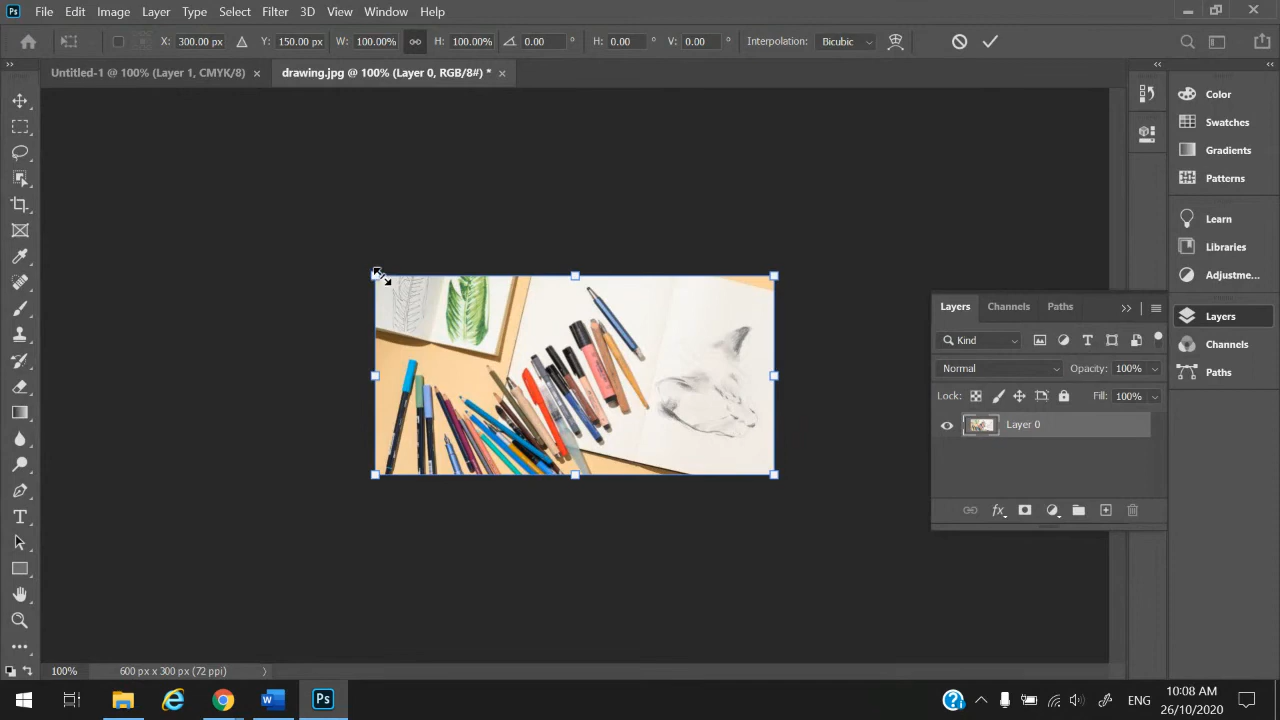 Ps File Edit Image Layer Type Select Filter 3D View Window Help
X: 300.00 px Y: 150.00 px W: 100.00% H: 100.00% 0.00 ° H: 0.00 ° V: 0.00 ° Interpolation: Bicubic
Untitled-1 @ 100% (Layer 1, CMYK/8) × drawing.jpg @ 100% (Layer 0, RGB/8#) * ×
Color
Swatches
Gradients
Patterns
Learn
Libraries
Adjustme...
Layers
Channels
Paths
Layers Channels Paths
Kind
Normal Opacity: 100%
Lock: Fill: 100%
Layer 0
fx
100% 600 px x 300 px (72 ppi)
W Ps ENG 10:08 AM
26/10/2020